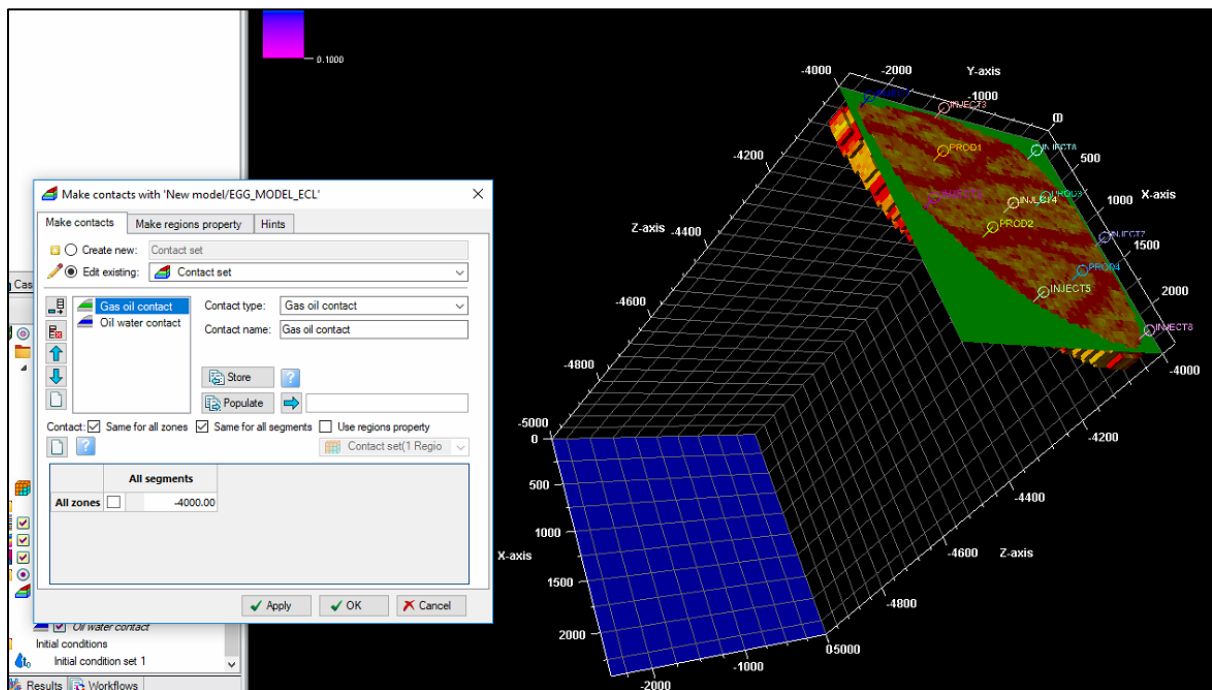 0.1000
Make contacts with 'New model/EGG_MODEL_ECL'
Make contacts
Make regions property
Hints
Create new:
Contact set
Edit existing:
Contact set
Gas oil contact
Oil water contact
Contact type:
Gas oil contact
Contact name:
Gas oil contact
Store
?
Populate
Contact:
Same for all zones
Same for all segments
Use regions property
?
Contact set(1 Regio
All segments
All zones
-4000.00
Apply
OK
Cancel
Cas
Oil water contact
Initial conditions
Initial condition set 1
Results
Workflows
-4000
-2000
Y-axis
-1000
0
500
1000
X-axis
1500
2000
-4000
-4200
-4400
Z-axis
-4600
-4800
-4200
Z-axis
-4400
-4600
-4800
-5000
0
500
1000
X-axis
1500
2000
-2000
-1000
05000
INJECT3
PROD1
INJECT6
PROD3
INJECT4
PROD2
INJECT7
PROD4
INJECT5
INJECT8